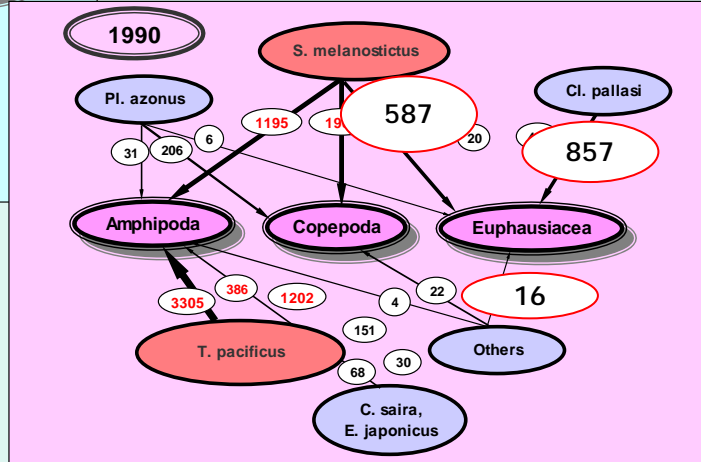 1990
S. melanostictus
Pl. azonus
Cl. pallasi
1195
587
20
857
31
206
6
Amphipoda
Copepoda
Euphausiacea
3305
386
1202
4
22
16
151
T. pacificus
Others
68
30
C. saira,
E. japonicus